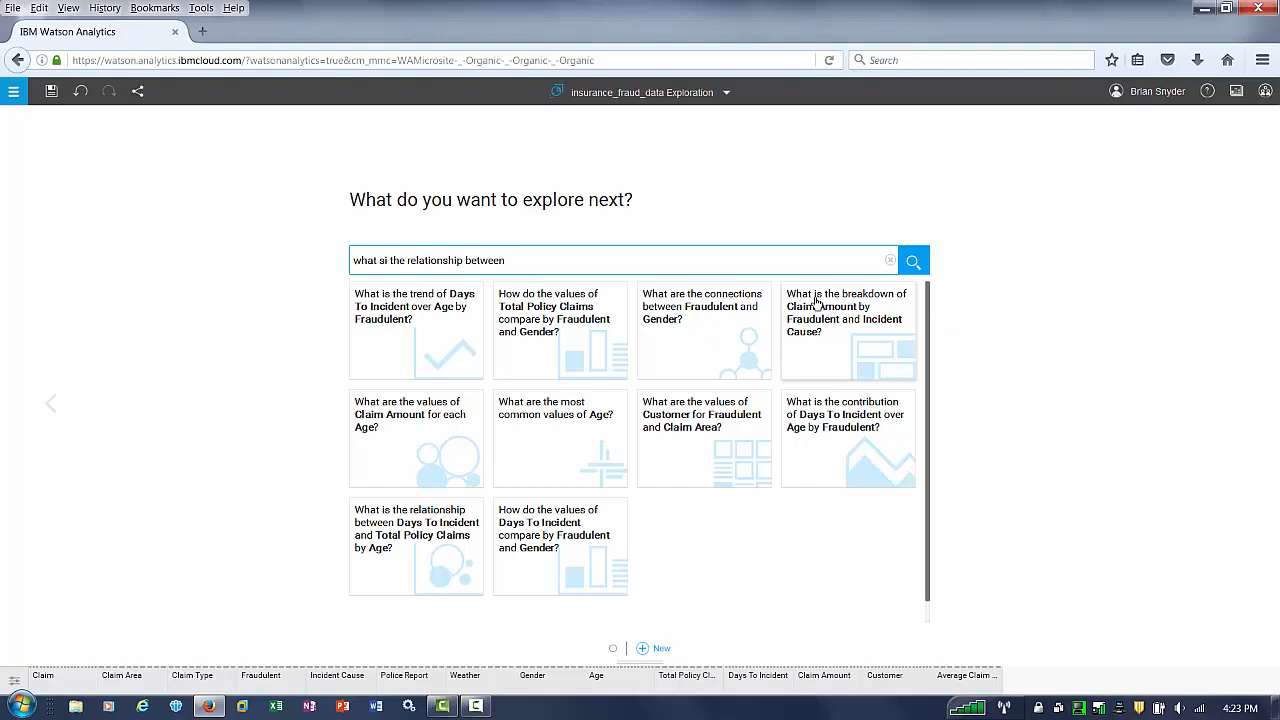 File Edit View History Bookmarks Tools Help
IBM Watson Analytics
https://watson.analytics.ibmcloud.com/?watsonanalytics=true&cm_mmc=WAMicrosite-_-Organic-_-Organic-_-Organic
Search
insurance_fraud_data Exploration
Brian Snyder
What do you want to explore next?
what si the relationship between
What is the trend of Days
To Incident over Age by
Fraudulent?
How do the values of
Total Policy Claims
compare by Fraudulent
and Gender?
What are the connections
between Fraudulent and
Gender?
What is the breakdown of
Claim Amount by
Fraudulent and Incident
Cause?
What are the values of
Claim Amount for each
Age?
What are the most
common values of Age?
What are the values of
Customer for Fraudulent
and Claim Area?
What is the contribution
of Days To Incident over
Age by Fraudulent?
What is the relationship
between Days To Incident
and Total Policy Claims
by Age?
How do the values of
Days To Incident
compare by Fraudulent
and Gender?
New
Claim Claim Area Claim Type Fraudulent Incident Cause Police Report Weather Gender Age Total Policy Cl... Days To Incident Claim Amount Customer Average Claim ...
4:23 PM